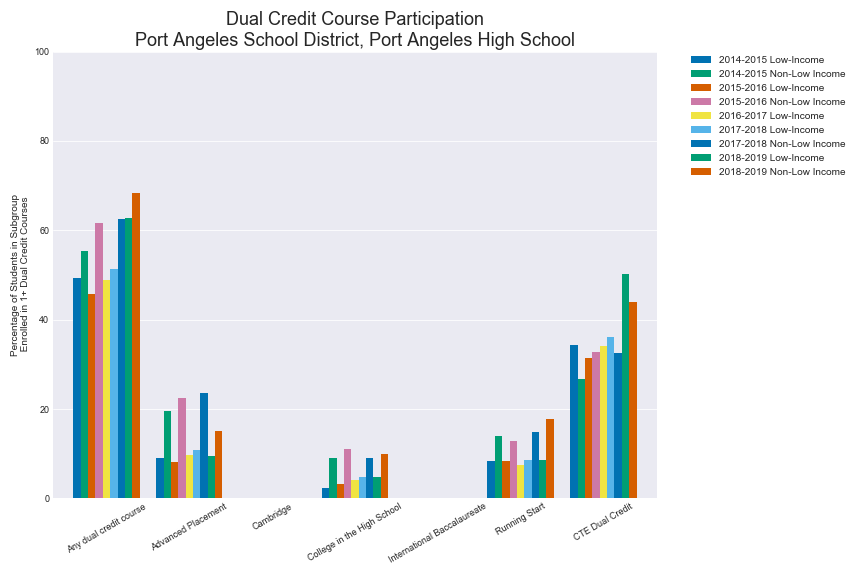 Dual Credit Course Participation
Port Angeles School District, Port Angeles High School
Percentage of Students in Subgroup
Enrolled in 1+ Dual Credit Courses
100
80
60
40
20
0
Any dual credit course
Advanced Placement
Cambridge
College in the High School
International Baccalaureate
Running Start
CTE Dual Credit
2014-2015 Low-Income
2014-2015 Non-Low Income
2015-2016 Low-Income
2015-2016 Non-Low Income
2016-2017 Low-Income
2017-2018 Low-Income
2017-2018 Non-Low Income
2018-2019 Low-Income
2018-2019 Non-Low Income